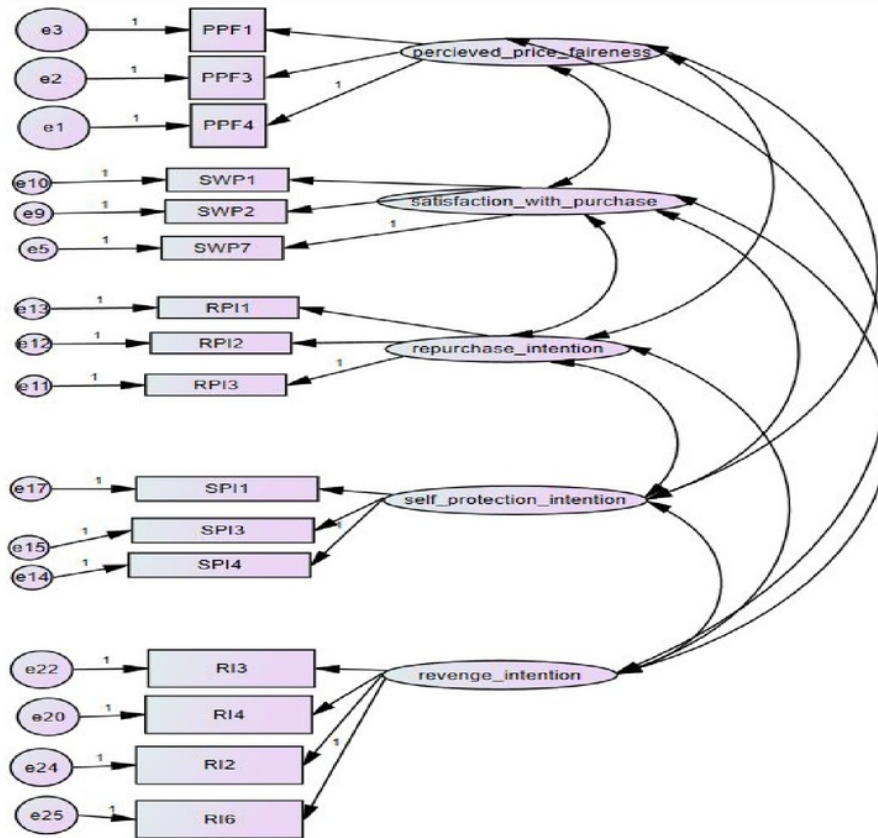 e3 1 PPF1 percieved_price_faireness
e2 1 PPF3
1
e1 1 PPF4
e10 1 SWP1
satisfaction_with_purchase
e9 1 SWP2
1
e5 1 SWP7
e13 1 RPI1
e12 1 RPI2 repurchase_intention
1
e11 1 RPI3
e17 1 SPI1 self_protection_intention
e15 1 SPI3 1
e14 1 SPI4
e22 1 RI3 revenge_intention
e20 1 RI4
1
e24 1 RI2
e25 1 RI6